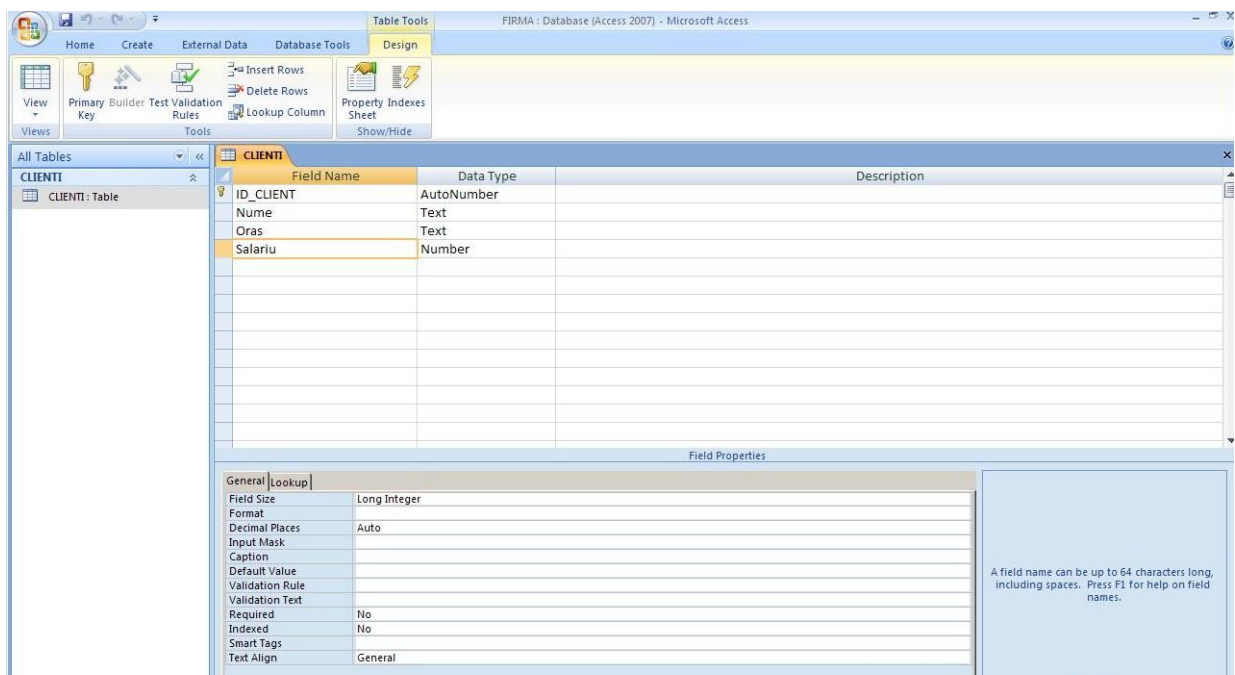 Table Tools
FIRMA : Database (Access 2007) - Microsoft Access
Home Create External Data Database Tools Design
View
Primary Key
Builder
Test Validation Rules
Insert Rows
Delete Rows
Lookup Column
Property Sheet
Indexes
Views Tools Show/Hide
All Tables
CLIENTI
CLIENTI : Table
CLIENTI
Field Name Data Type Description
ID_CLIENT AutoNumber
Nume Text
Oras Text
Salariu Number
Field Properties
General Lookup
Field Size Long Integer
Format
Decimal Places Auto
Input Mask
Caption
Default Value
Validation Rule
Validation Text
Required No
Indexed No
Smart Tags
Text Align General
A field name can be up to 64 characters long,
including spaces. Press F1 for help on field
names.